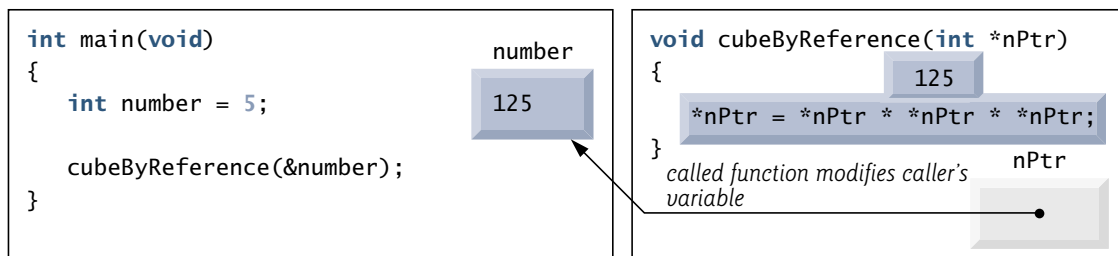 int main(void)
{
int number = 5;
cubeByReference(&number);
}
number
125
void cubeByReference(int *nPtr)
{
125
*nPtr = *nPtr * *nPtr * *nPtr;
}
called function modifies caller’s
variable
nPtr